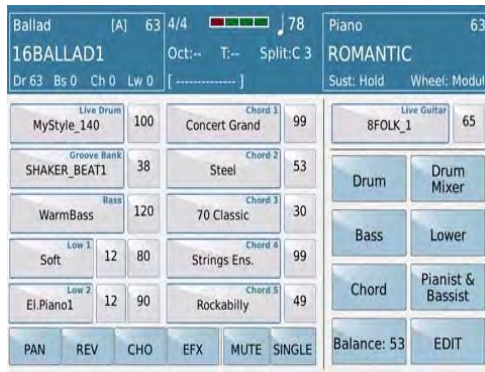 Ballad [A] 63 4/4 78 Piano 63
16BALLAD1 Oct:-- T:-- Split:C 3 ROMANTIC
Dr 63 Bs 0 Ch 0 Lw 0 [ ------------- ] Sust: Hold Wheel: Modul
Live Drum
MyStyle_140 100
Chord 1
Concert Grand 99
Live Guitar
8FOLK_1 65
Groove Bank
SHAKER_BEAT1 38
Chord 2
Steel 53
Drum
Drum
Mixer
Bass
WarmBass 120
Chord 3
70 Classic 30
Bass
Lower
Low 1
Soft 12 80
Chord 4
Strings Ens. 99
Chord
Pianist &
Bassist
Low 2
El.Piano1 12 90
Chord 5
Rockabilly 49
PAN REV CHO EFX MUTE SINGLE
Balance: 53 EDIT